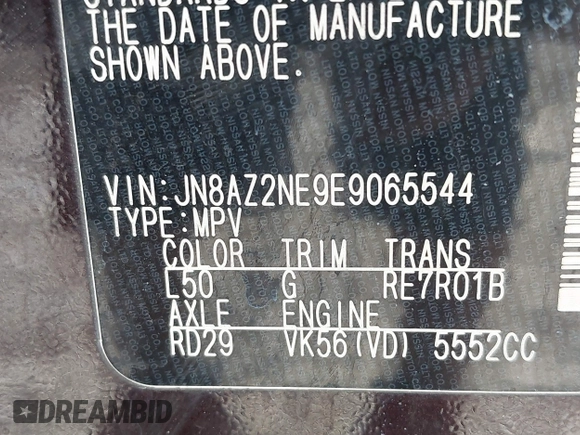 THE DATE OF MANUFACTURE
SHOWN ABOVE.
VIN:JN8AZ2NE9E9065544
TYPE:MPV
COLOR TRIM TRANS
L50 G RE7R01B
AXLE ENGINE
RD29 VK56(VD) 5552CC
DREAMBID